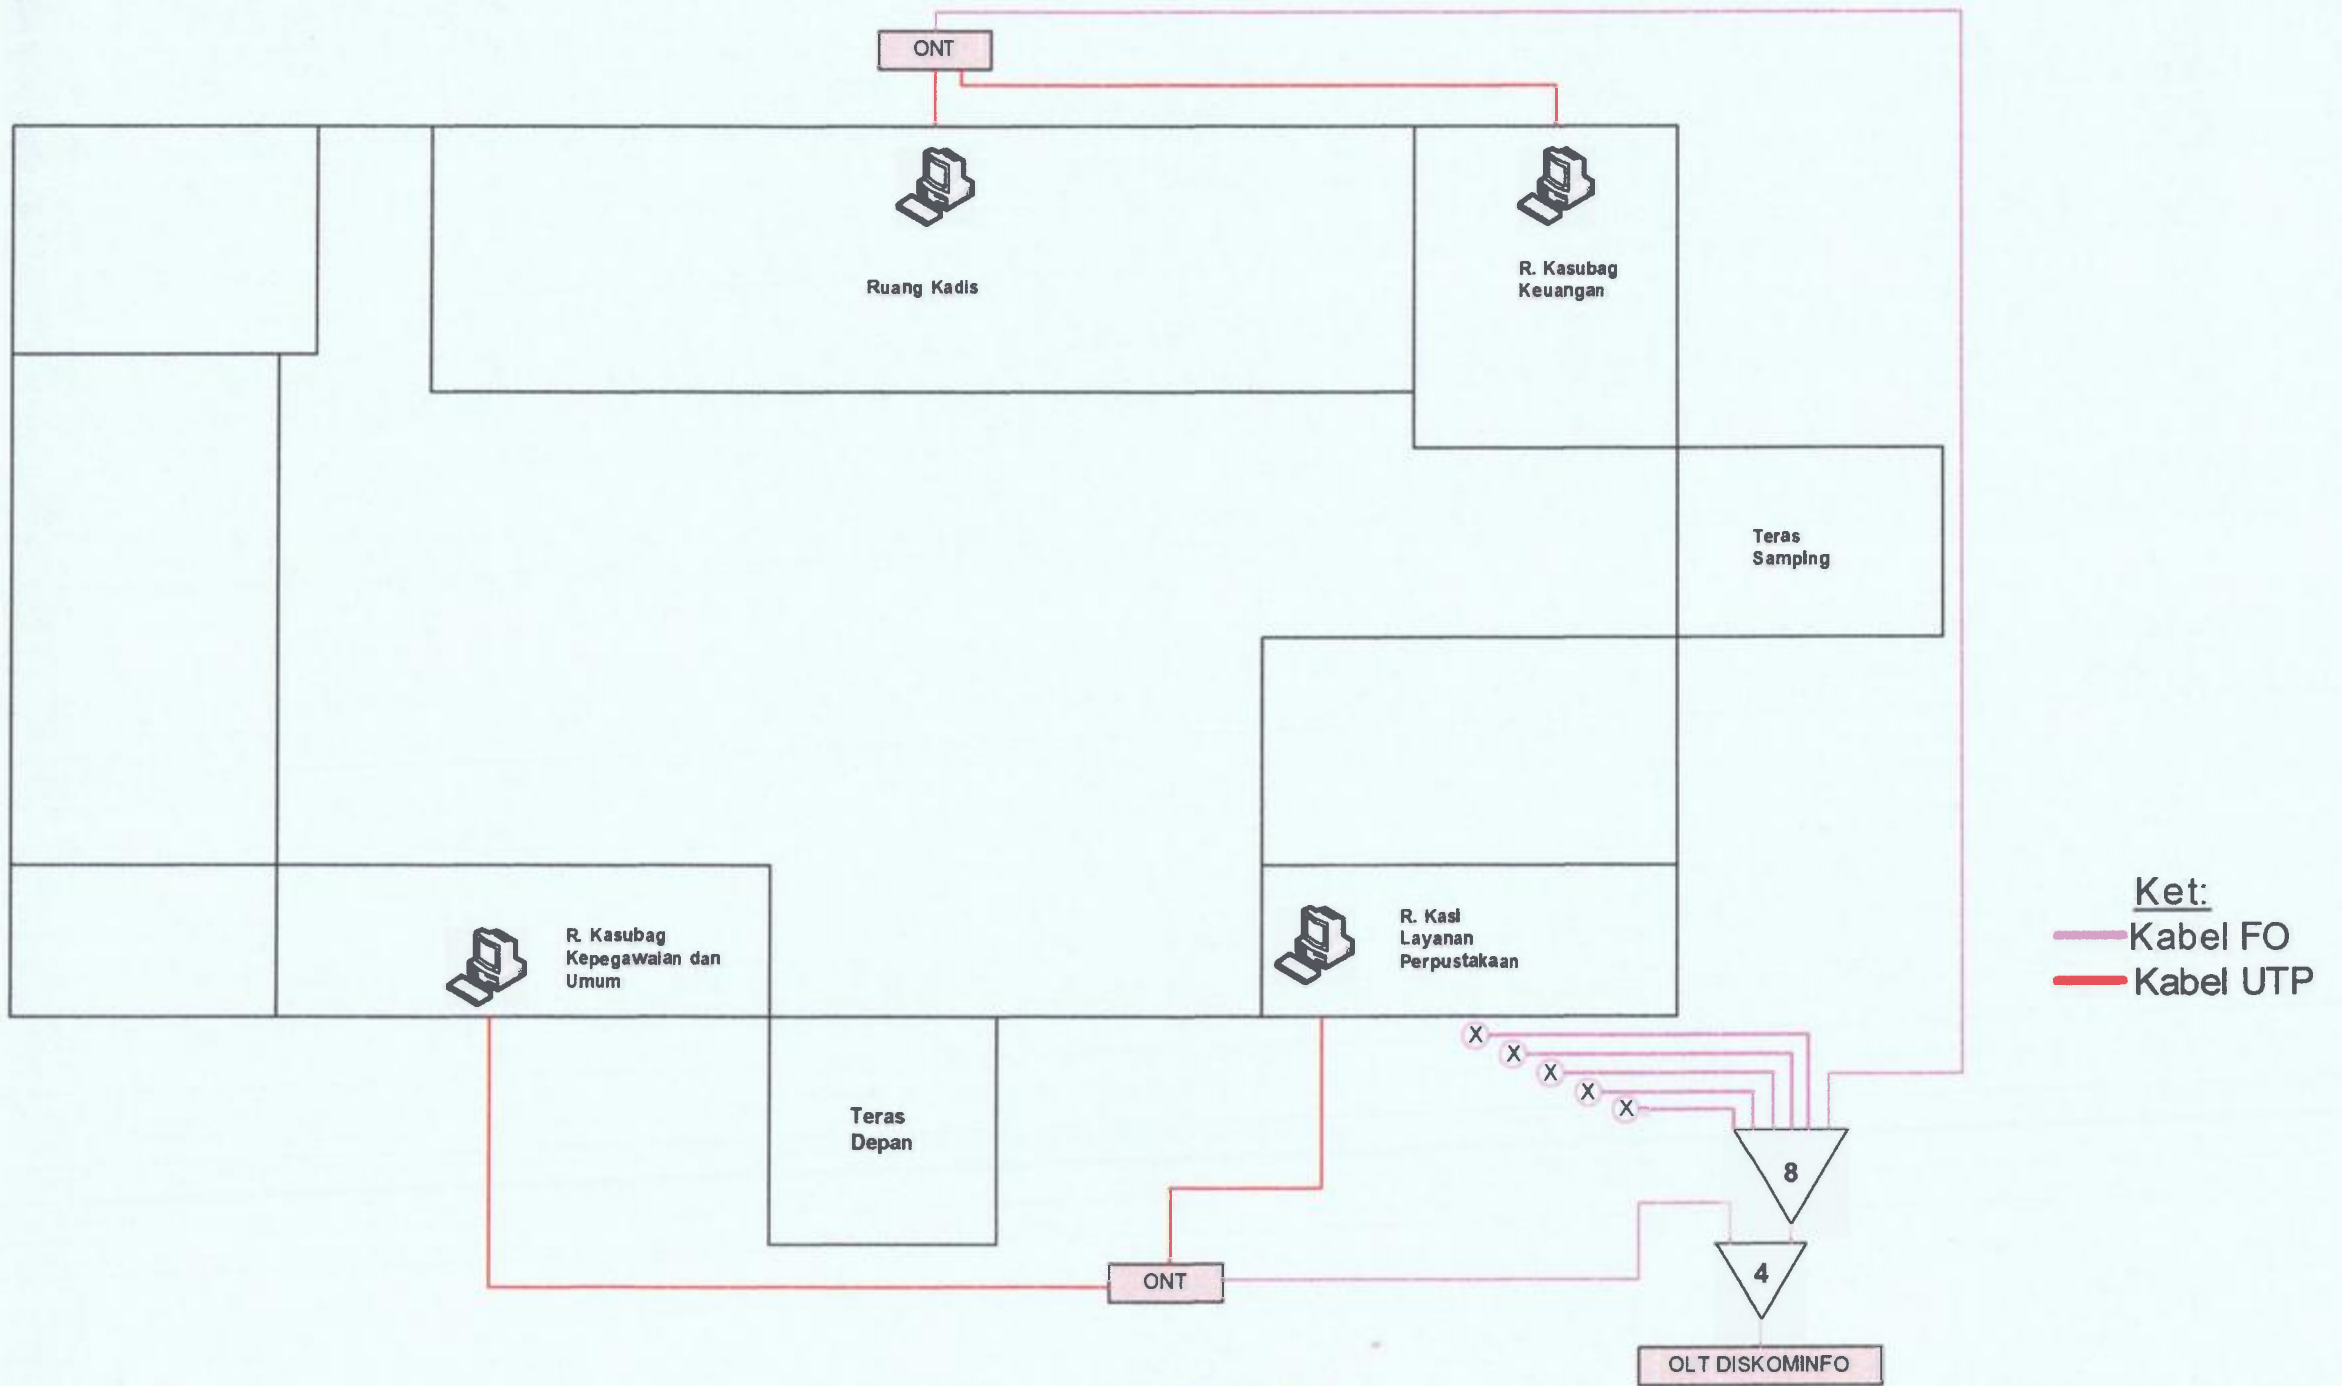 ONT
Ruang Kadis
R. Kasubag
Keuangan
Teras
Samping
R. Kasubag
Kepegawaian dan
Umum
R. Kasi
Layanan
Perpustakaan
Ket:
Kabel FO
Kabel UTP
X
X
X
X
X
Teras
Depan
8
4
ONT
OLT DISKOMINFO